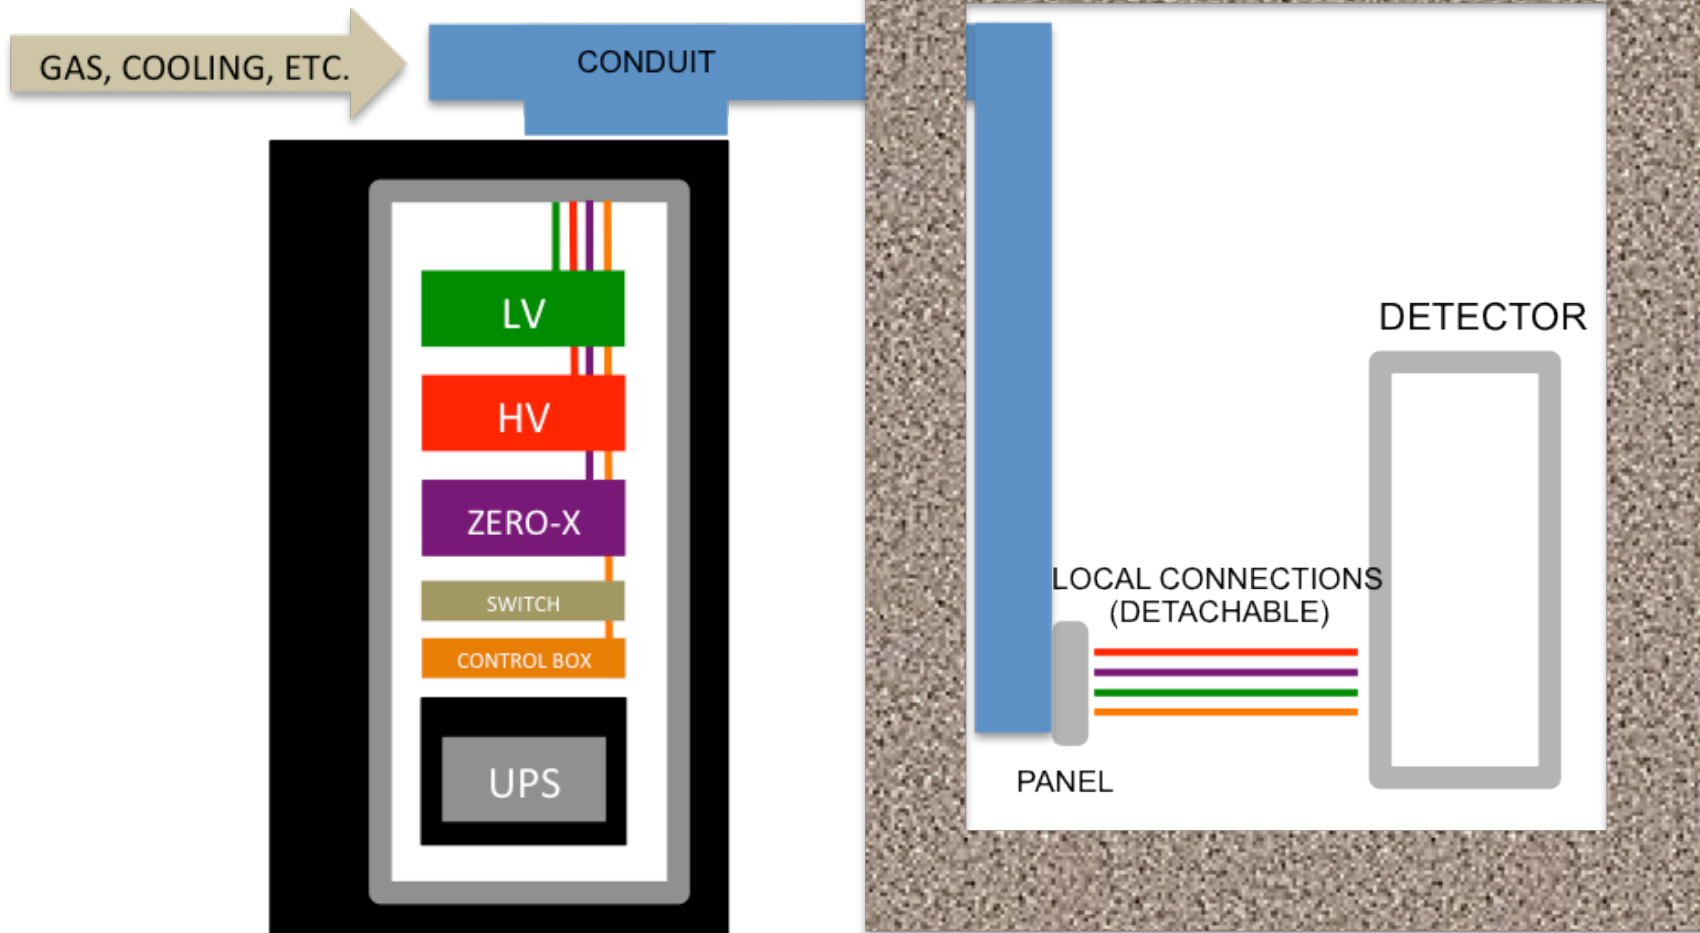 GAS, COOLING, ETC.
CONDUIT
LV
HV
ZERO-X
SWITCH
CONTROL BOX
UPS
DETECTOR
LOCAL CONNECTIONS
(DETACHABLE)
PANEL